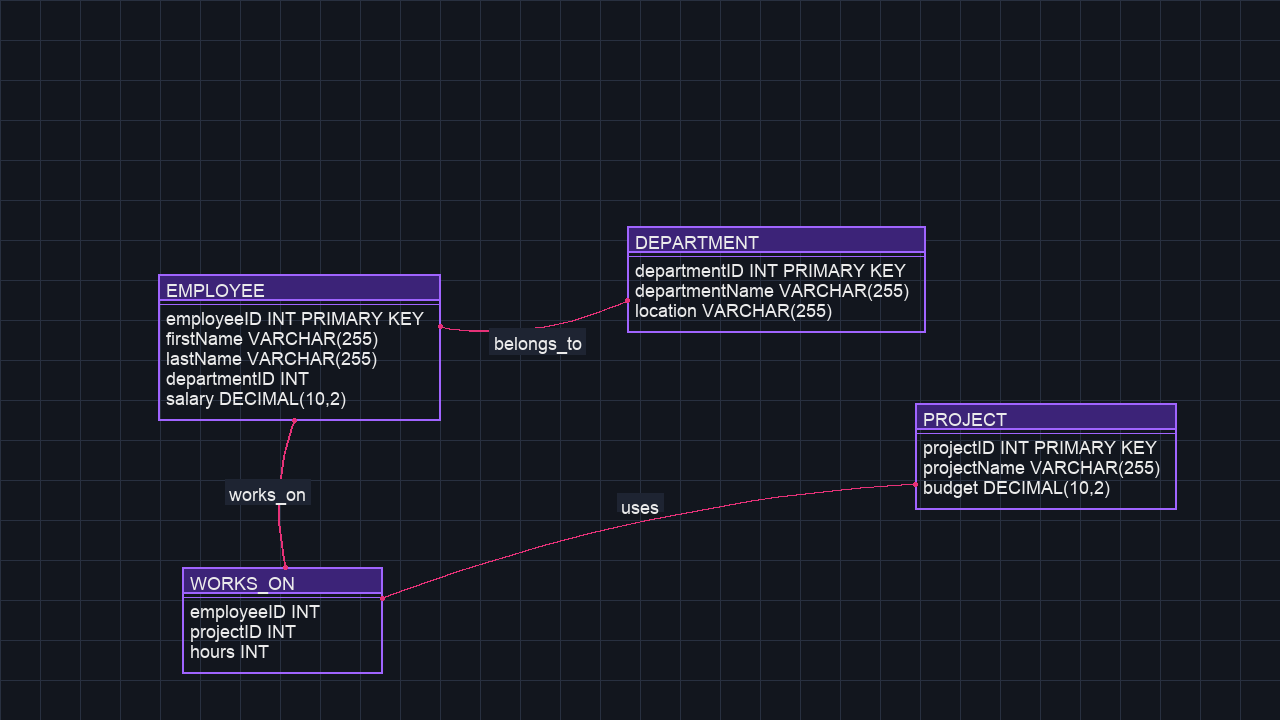 DEPARTMENT
departmentID INT PRIMARY KEY
departmentName VARCHAR(255)
location VARCHAR(255)
EMPLOYEE
employeeID INT PRIMARY KEY
firstName VARCHAR(255)
lastName VARCHAR(255)
departmentID INT
salary DECIMAL(10,2)
belongs_to
PROJECT
projectID INT PRIMARY KEY
projectName VARCHAR(255)
budget DECIMAL(10,2)
works_on
uses
WORKS_ON
employeeID INT
projectID INT
hours INT